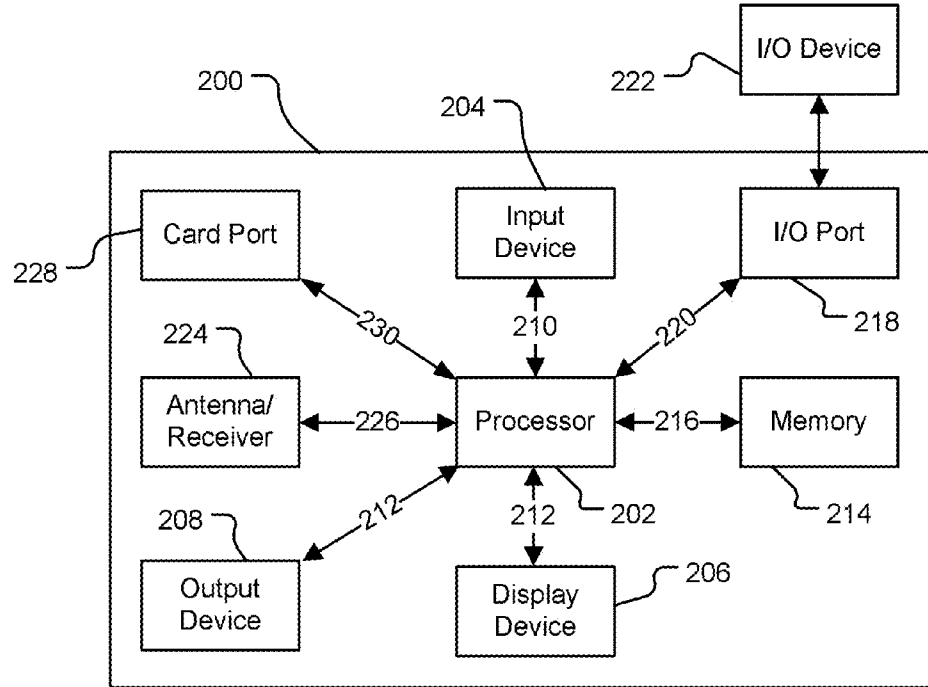 I/O Device
222
200
204
Card Port
Input
Device
I/O Port
228
230
210
220
218
224
Antenna/
Receiver
226
Processor
216
Memory
212
212
202
214
208
Output
Device
Display
Device
206